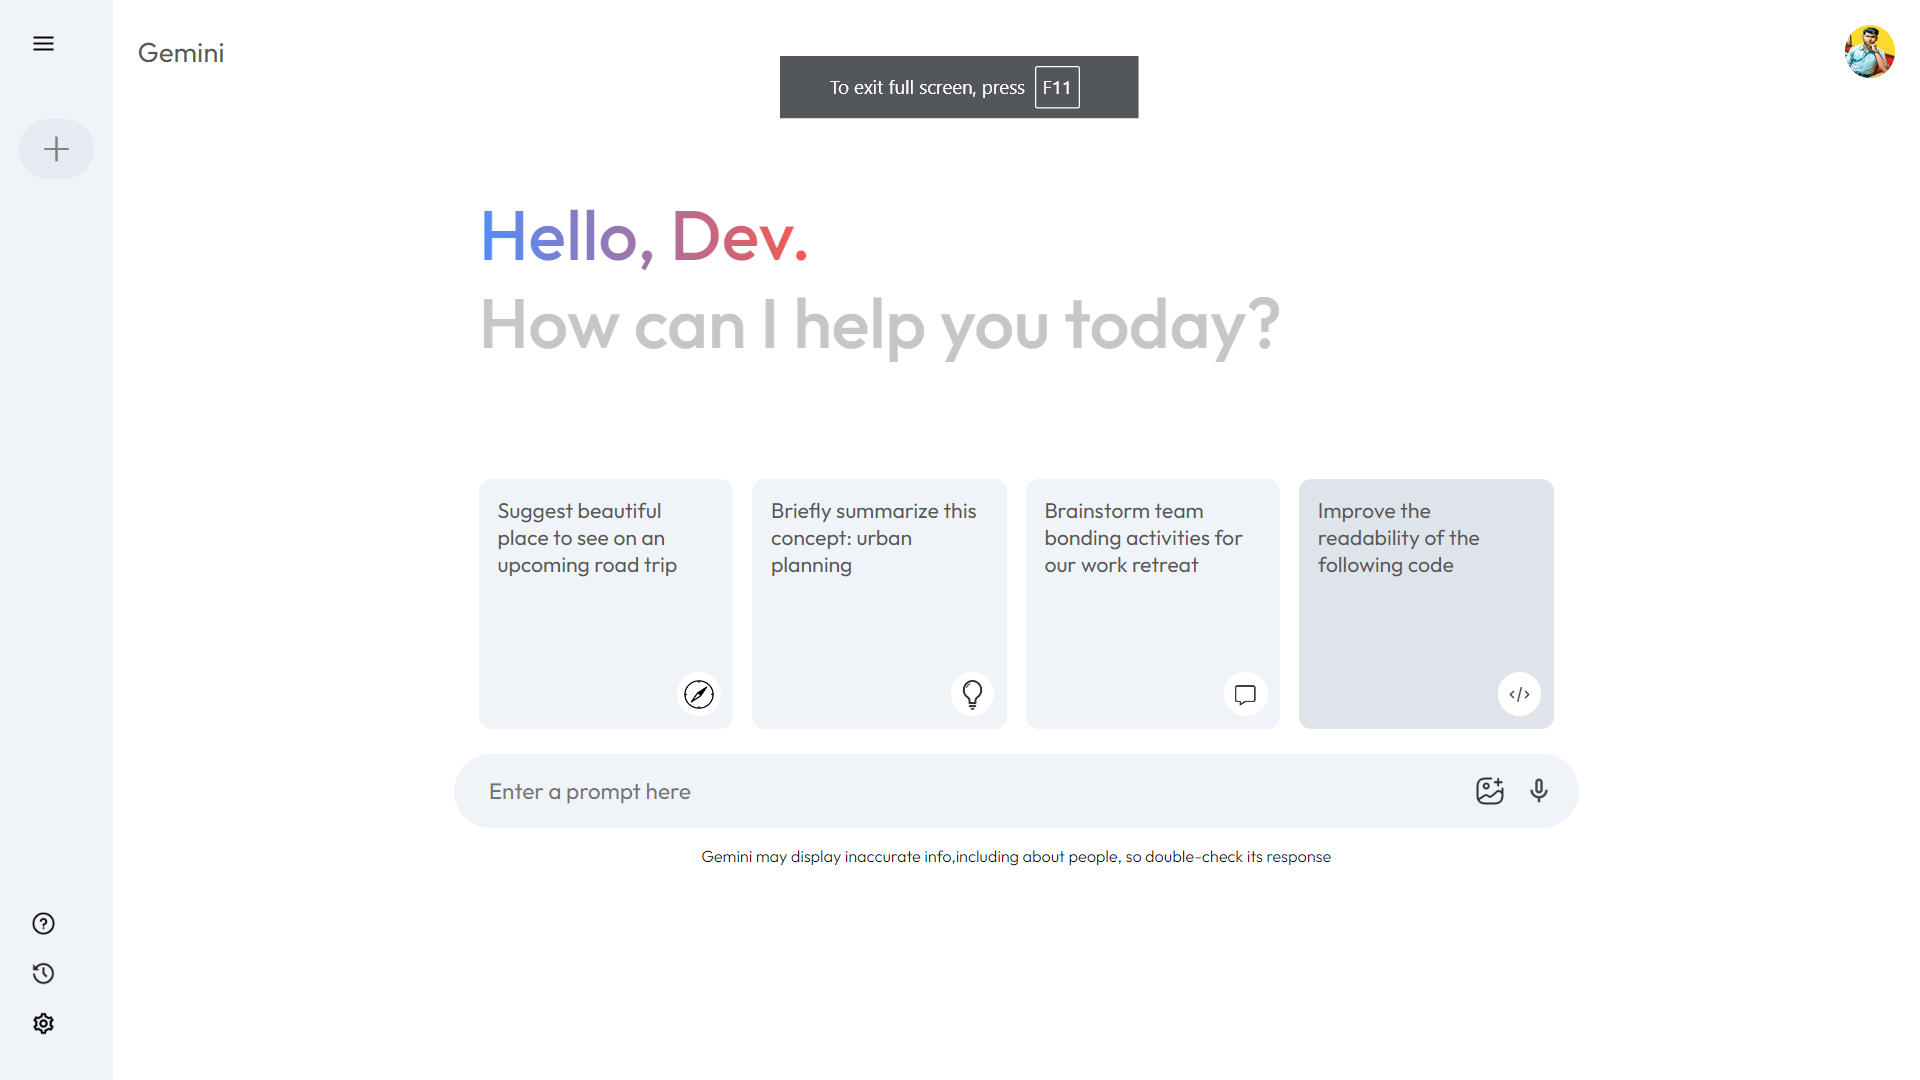 Gemini
To exit full screen, press F11
Hello, Dev.
How can I help you today?
Suggest beautiful
place to see on an
upcoming road trip
Briefly summarize this
concept: urban
planning
Brainstorm team
bonding activities for
our work retreat
Improve the
readability of the
following code
Enter a prompt here
Gemini may display inaccurate info,including about people, so double-check its response